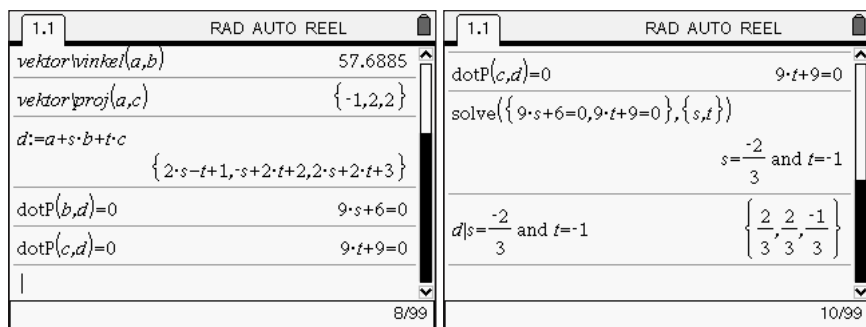 1.1 RAD AUTO REEL
vektor\vinkel(a,b) 57.6885
vektor\proj(a,c) {-1,2,2}
d:=a+s·b+t·c
{2·s-t+1,-s+2·t+2,2·s+2·t+3}
dotP(b,d)=0 9·s+6=0
dotP(c,d)=0 9·t+9=0
8/99
1.1 RAD AUTO REEL
dotP(c,d)=0 9·t+9=0
solve({9·s+6=0,9·t+9=0},{s,t})
s=-2/3 and t=-1
d|s=-2/3 and t=-1 {2/3,2/3,-1/3}
10/99